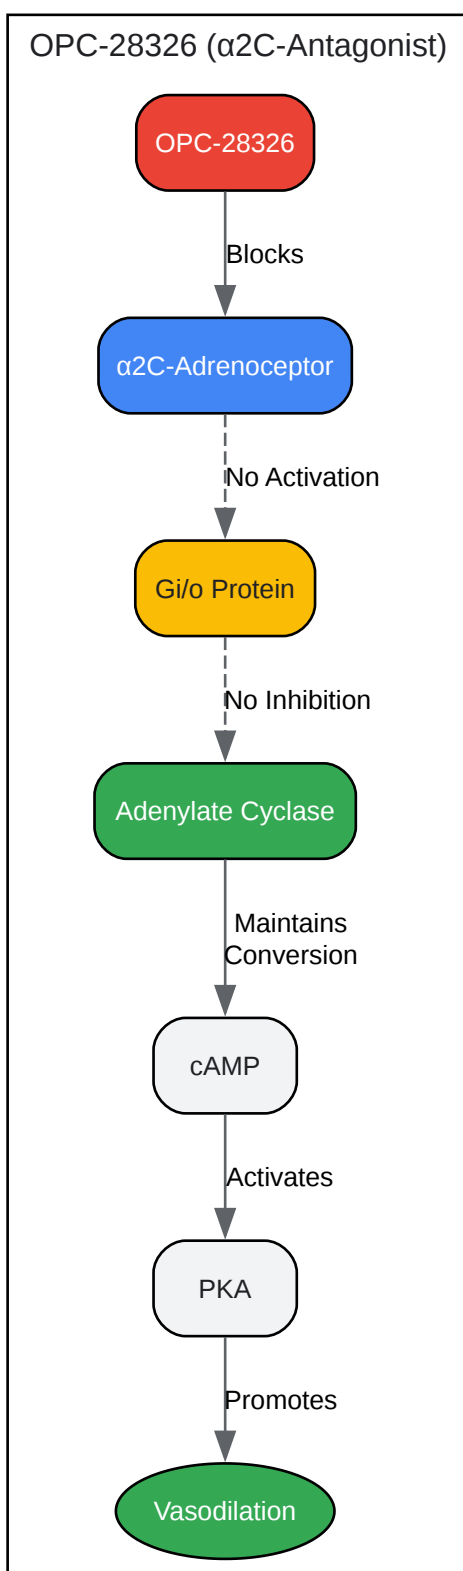 OPC-28326 (α2C-Antagonist)
OPC-28326
Blocks
α2C-Adrenoceptor
No Activation
Gi/o Protein
No Inhibition
Adenylate Cyclase
Maintains
Conversion
cAMP
Activates
PKA
Promotes
Vasodilation